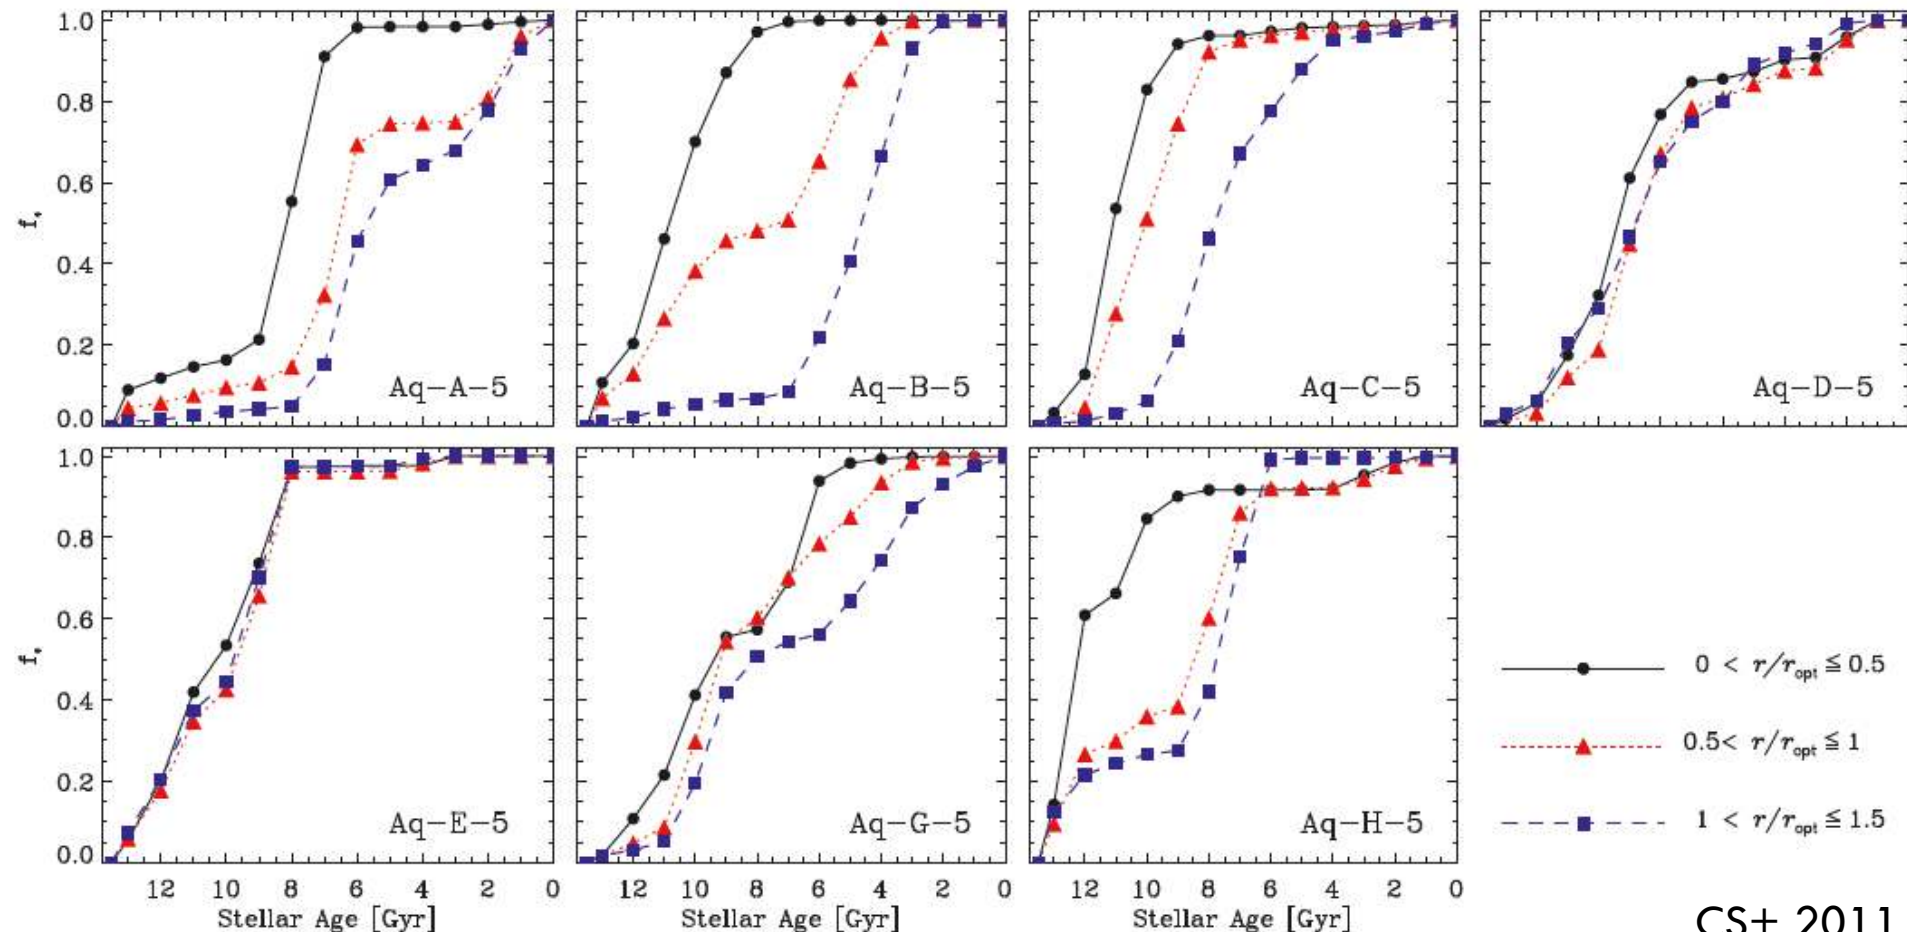 1.0
0.8
0.6
0.4
0.2
0.0
f*
Aq-A-5
Aq-B-5
Aq-C-5
Aq-D-5
1.0
0.8
0.6
0.4
0.2
0.0
f*
Aq-E-5
Aq-G-5
Aq-H-5
0 < r/r_opt ≦ 0.5
0.5< r/r_opt ≦ 1
1 < r/r_opt ≦ 1.5
12 10 8 6 4 2 0
12 10 8 6 4 2 0
12 10 8 6 4 2 0
Stellar Age [Gyr]
Stellar Age [Gyr]
Stellar Age [Gyr]
CS+ 2011